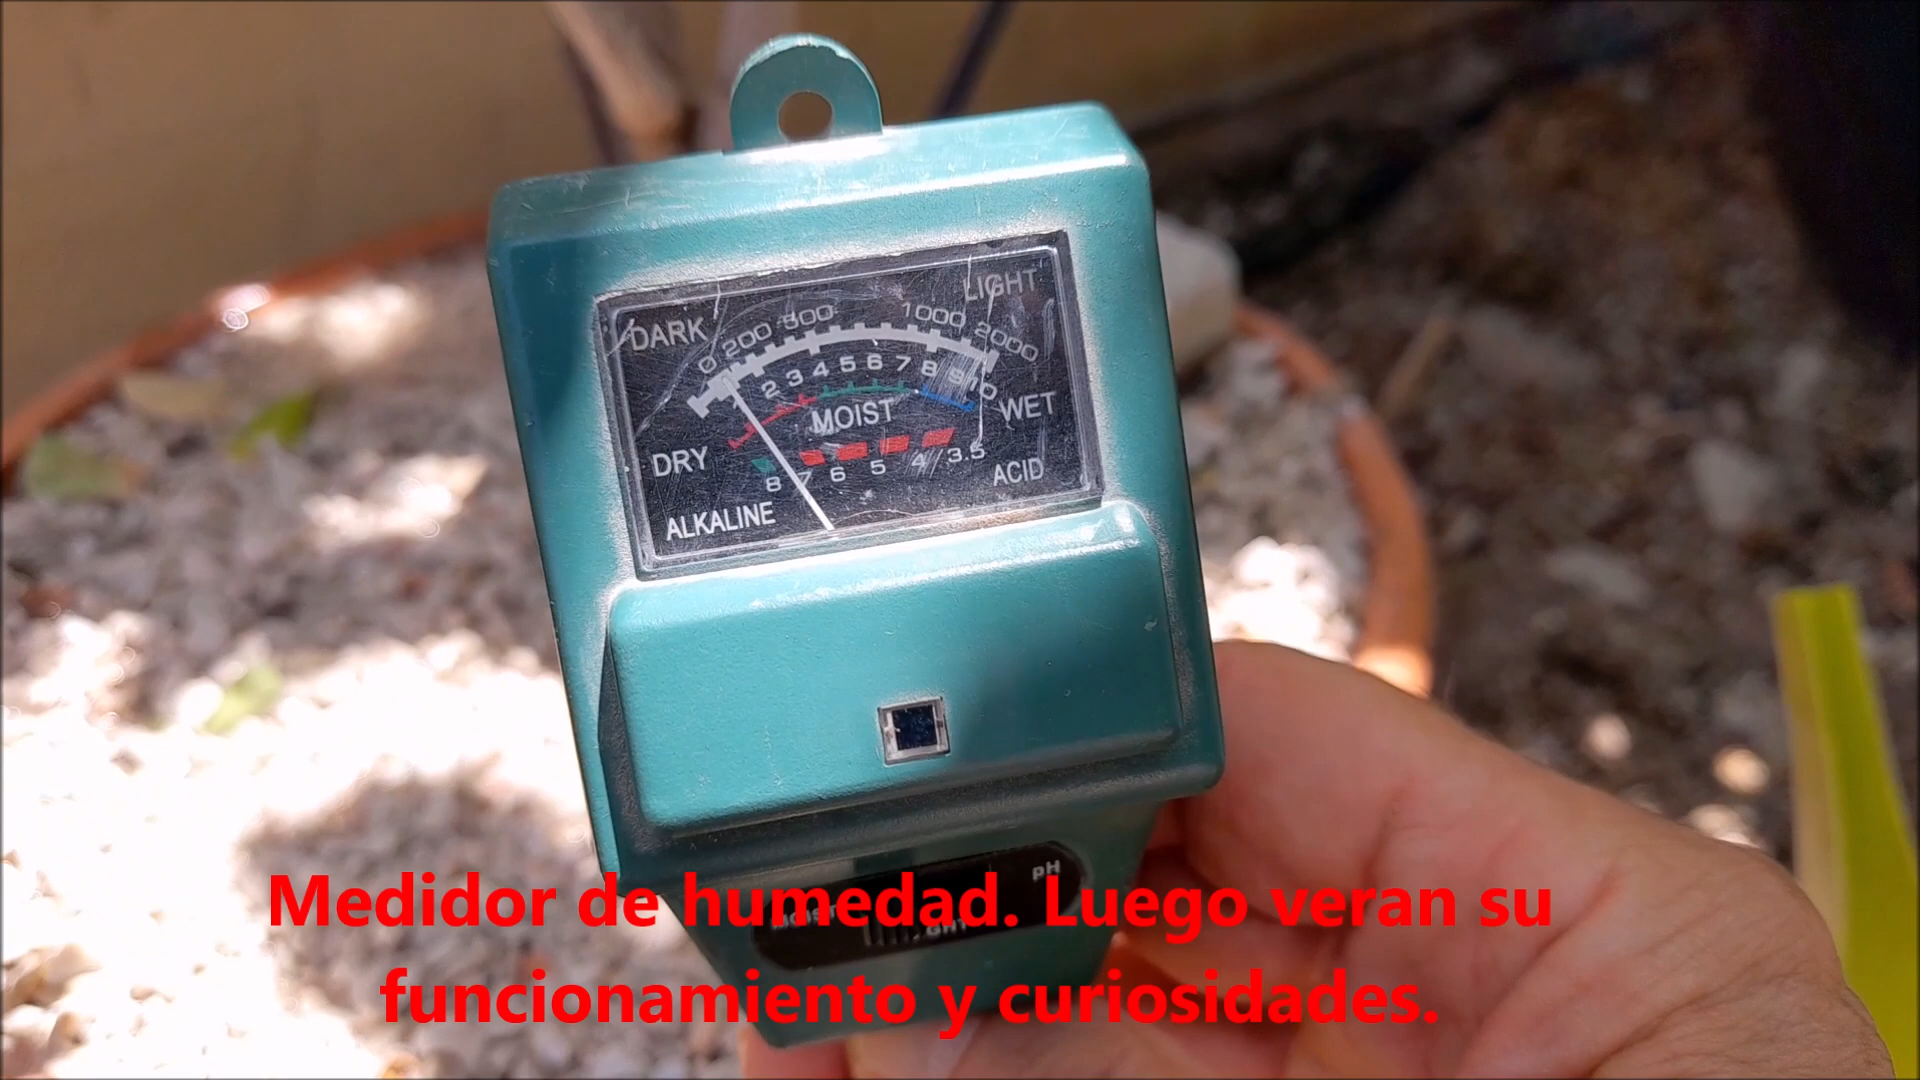 DARK
LIGHT
0 200 500 1000 2000
2 3 4 5 6 7 8 9 10
MOIST
DRY
WET
8 7 6 5 4 3.5
ALKALINE
ACID
pH
MOIST
Medidor de humedad. Luego veran su
funcionamiento y curiosidades.